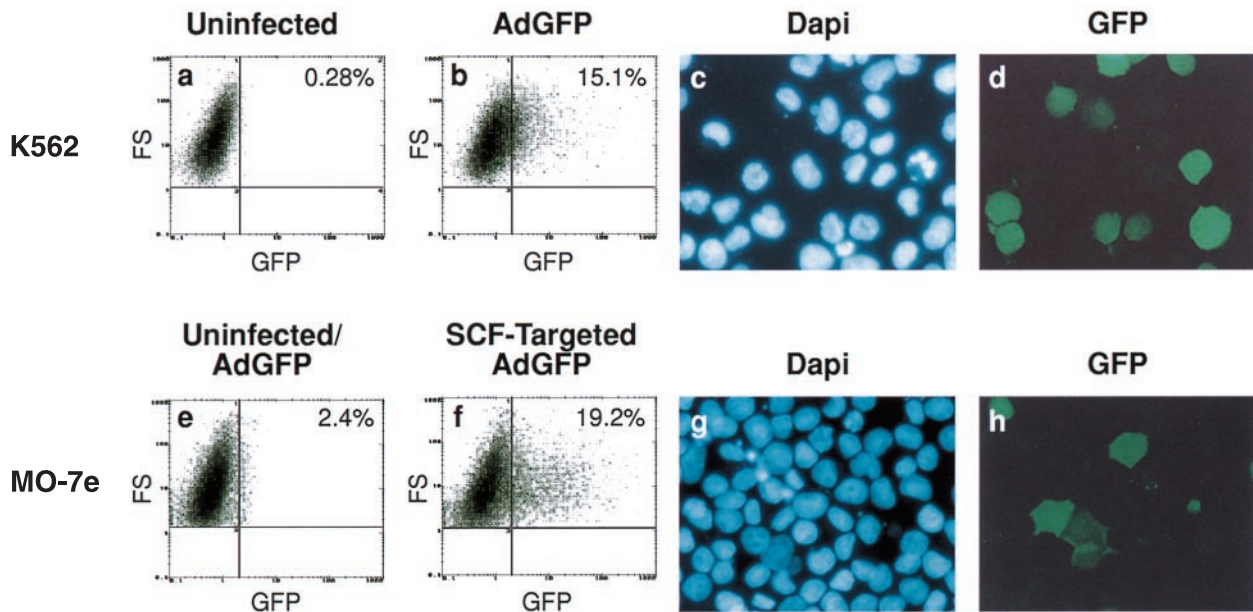 Uninfected
AdGFP
Dapi
GFP
K562
a
0.28%
FS
GFP
b
15.1%
FS
GFP
c
d
Uninfected/
AdGFP
SCF-Targeted
AdGFP
Dapi
GFP
MO-7e
e
2.4%
FS
GFP
f
19.2%
FS
GFP
g
h